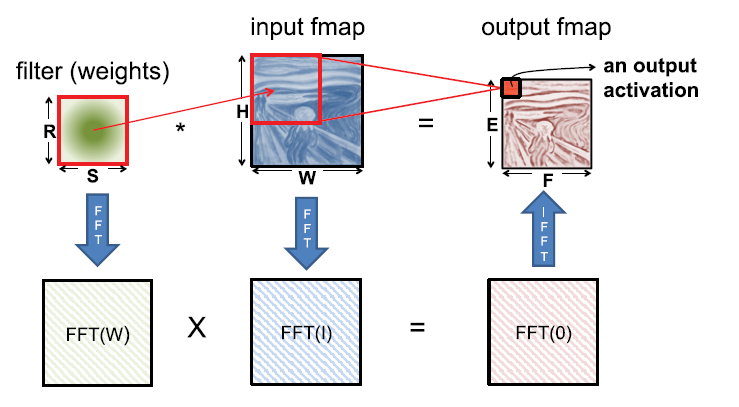 input fmap
output fmap
filter (weights)
an output
activation
R
*
H
=
E
S
W
F
FFT
FFT
IFFT
FFT(W)
X
FFT(I)
=
FFT(0)